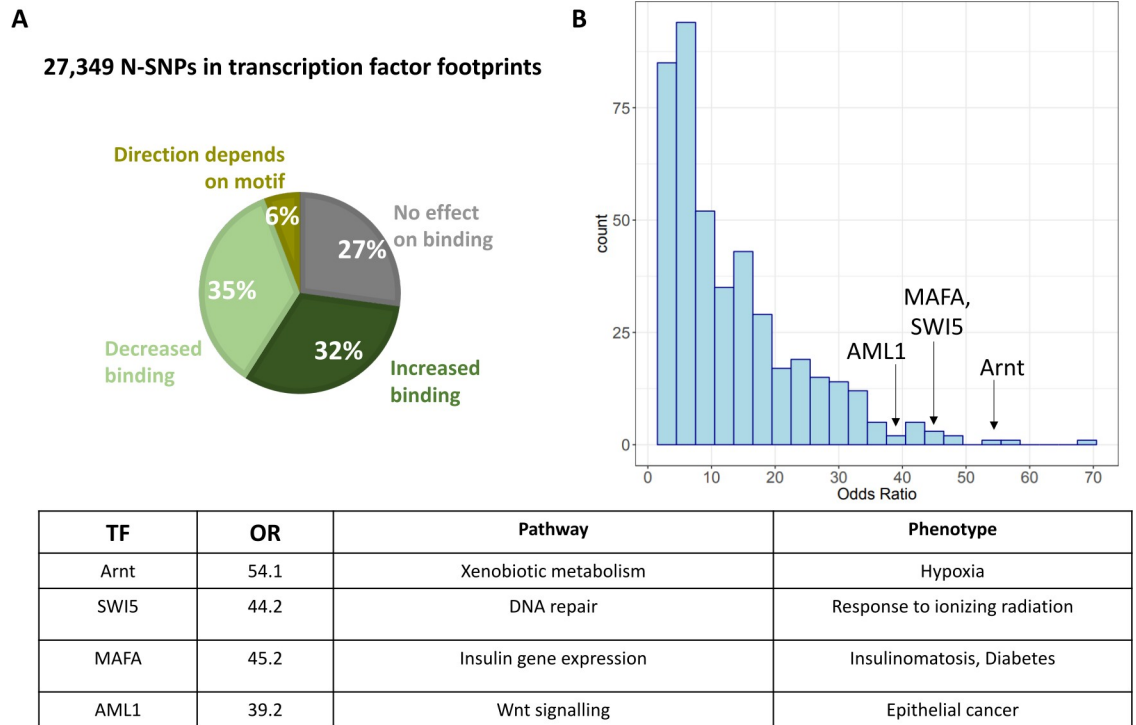 A
27,349 N-SNPs in transcription factor footprints
Direction depends
on motif
6%
No effect
on binding
27%
35%
32%
Decreased
binding
Increased
binding
B
75
50
25
0
count
MAFA,
SWI5
AML1
Arnt
0 10 20 30 40 50 60 70
Odds Ratio
TF OR Pathway Phenotype
Arnt 54.1 Xenobiotic metabolism Hypoxia
SWI5 44.2 DNA repair Response to ionizing radiation
MAFA 45.2 Insulin gene expression Insulinomatosis, Diabetes
AML1 39.2 Wnt signalling Epithelial cancer